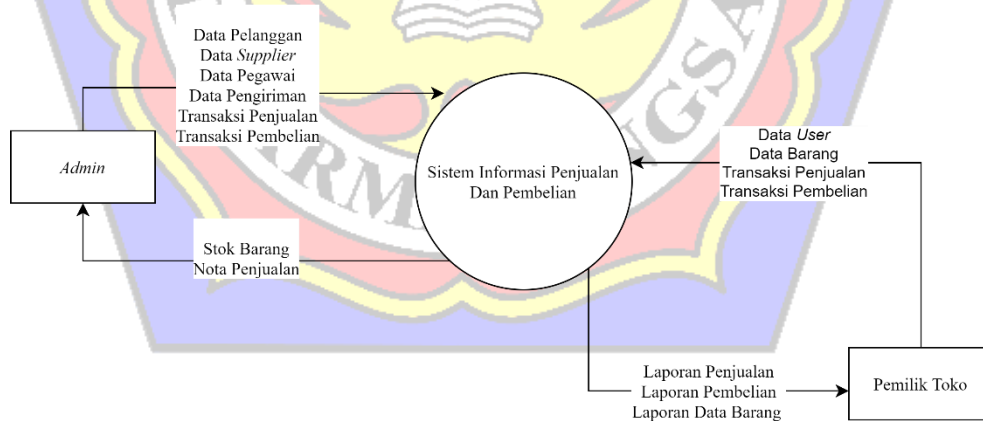 Data Pelanggan
Data Supplier
Data Pegawai
Data Pengiriman
Transaksi Penjualan
Transaksi Pembelian
Admin
Sistem Informasi Penjualan
Dan Pembelian
Data User
Data Barang
Transaksi Penjualan
Transaksi Pembelian
Stok Barang
Nota Penjualan
Laporan Penjualan
Laporan Pembelian
Laporan Data Barang
Pemilik Toko